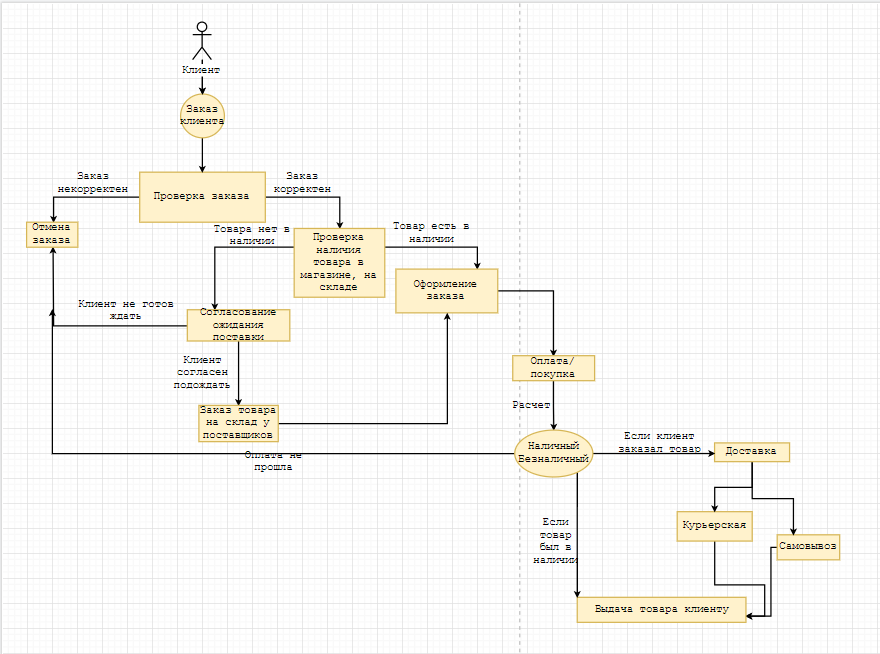 Клиент
Заказ
клиента
Заказ
некорректен
Проверка заказа
Заказ
корректен
Отмена
заказа
Товара нет в
наличии
Проверка
наличия
товара в
магазине, на
складе
Товар есть в
наличии
Оформление
заказа
Клиент не готов
ждать
Согласование
ожидания
поставки
Клиент
согласен
подождать
Заказ товара
на склад у
поставщиков
Оплата/
покупка
Расчет
Наличный
Безналичный
Оплата не
прошла
Если клиент
заказал товар
Доставка
Курьерская
Самовывоз
Если
товар
был в
наличии
Выдача товара клиенту